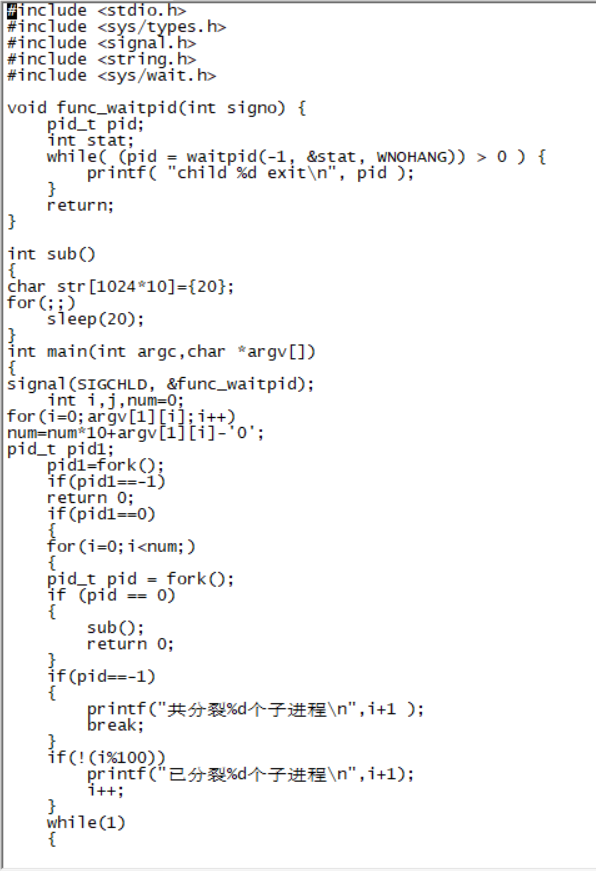 #include <stdio.h>
#include <sys/types.h>
#include <signal.h>
#include <string.h>
#include <sys/wait.h>

void func_waitpid(int signo) {
    pid_t pid;
    int stat;
    while( (pid = waitpid(-1, &stat, WNOHANG)) > 0 ) {
        printf( "child %d exit\n", pid );
    }
    return;
}

int sub()
{
char str[1024*10]={20};
for(;;)
    sleep(20);
}
int main(int argc,char *argv[])
{
signal(SIGCHLD, &func_waitpid);
    int i,j,num=0;
for(i=0;argv[1][i];i++)
num=num*10+argv[1][i]-'0';
pid_t pid1;
    pid1=fork();
    if(pid1==-1)
    return 0;
    if(pid1==0)
    {
    for(i=0;i<num;)
    {
    pid_t pid = fork();
    if (pid == 0)
    {
        sub();
        return 0;
    }
    if(pid==-1)
    {
        printf("共分裂%d个子进程\n",i+1 );
        break;
    }
    if(!(i%100))
        printf("已分裂%d个子进程\n",i+1);
        i++;
    }
    while(1)
    {